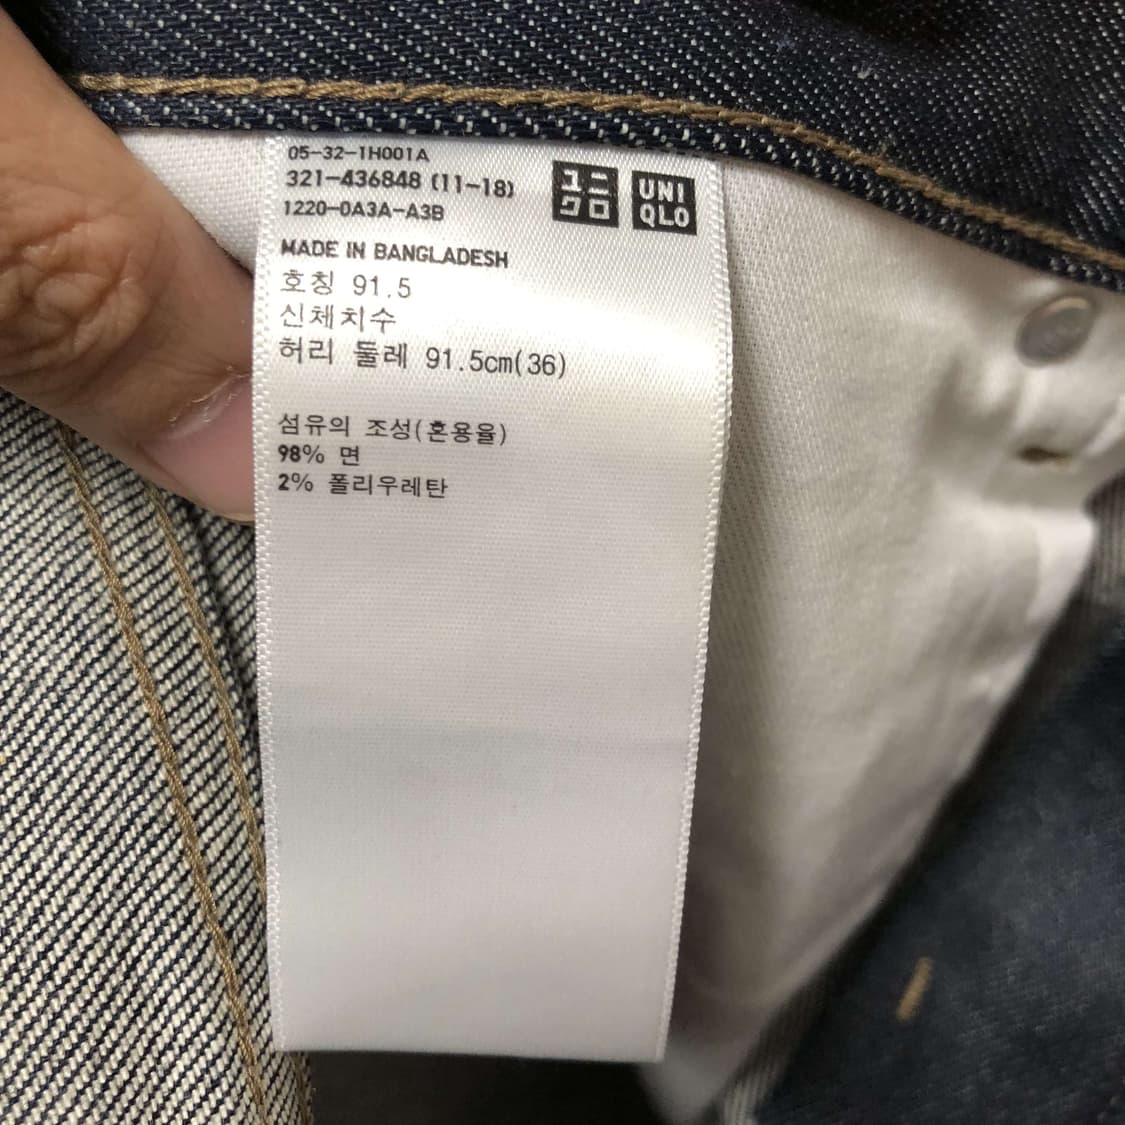 05-32-1H001A
321-436848 (11-18)
1220-0A3A-A3B
ユニ
クロ
UNI
QLO
MADE IN BANGLADESH
호칭 91.5
신체치수
허리 둘레 91.5cm(36)
섬유의 조성(혼용율)
98% 면
2% 폴리우레탄